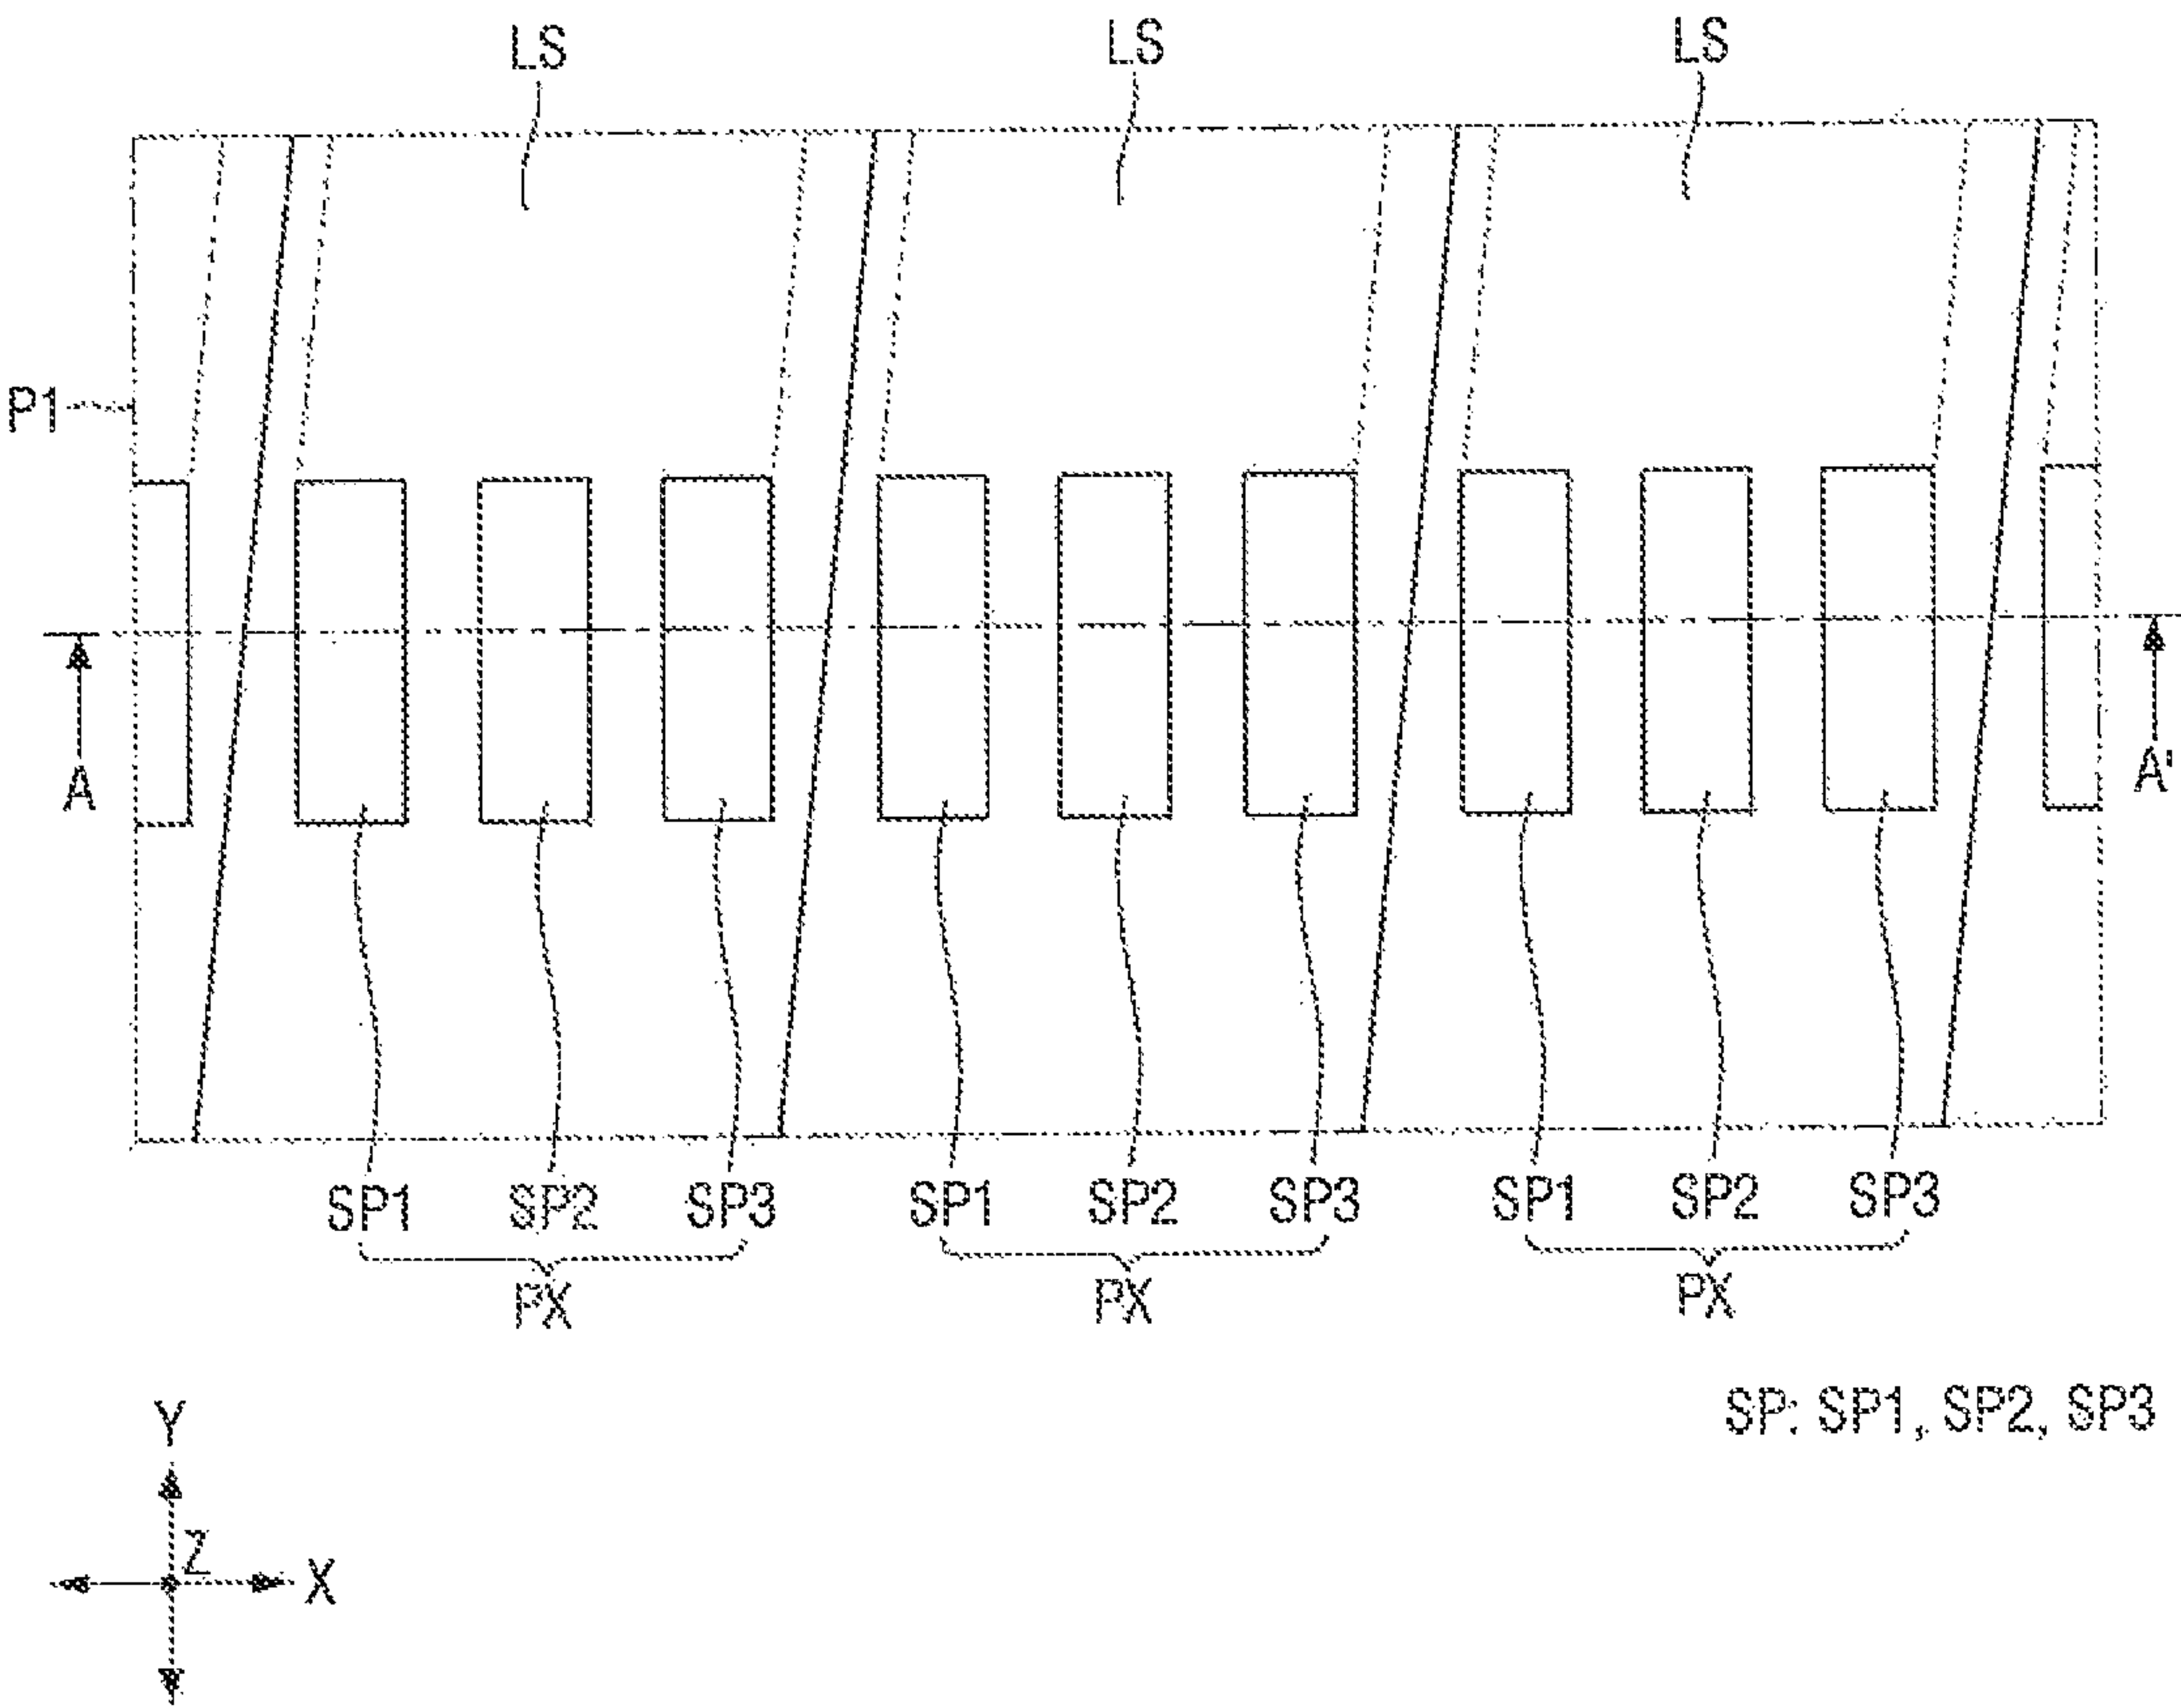 LS LS LS
P1
A A'
SP1 SP2 SP3 SP1 SP2 SP3 SP1 SP2 SP3
PX PX PX
SP: SP1, SP2, SP3
Y
Z
X